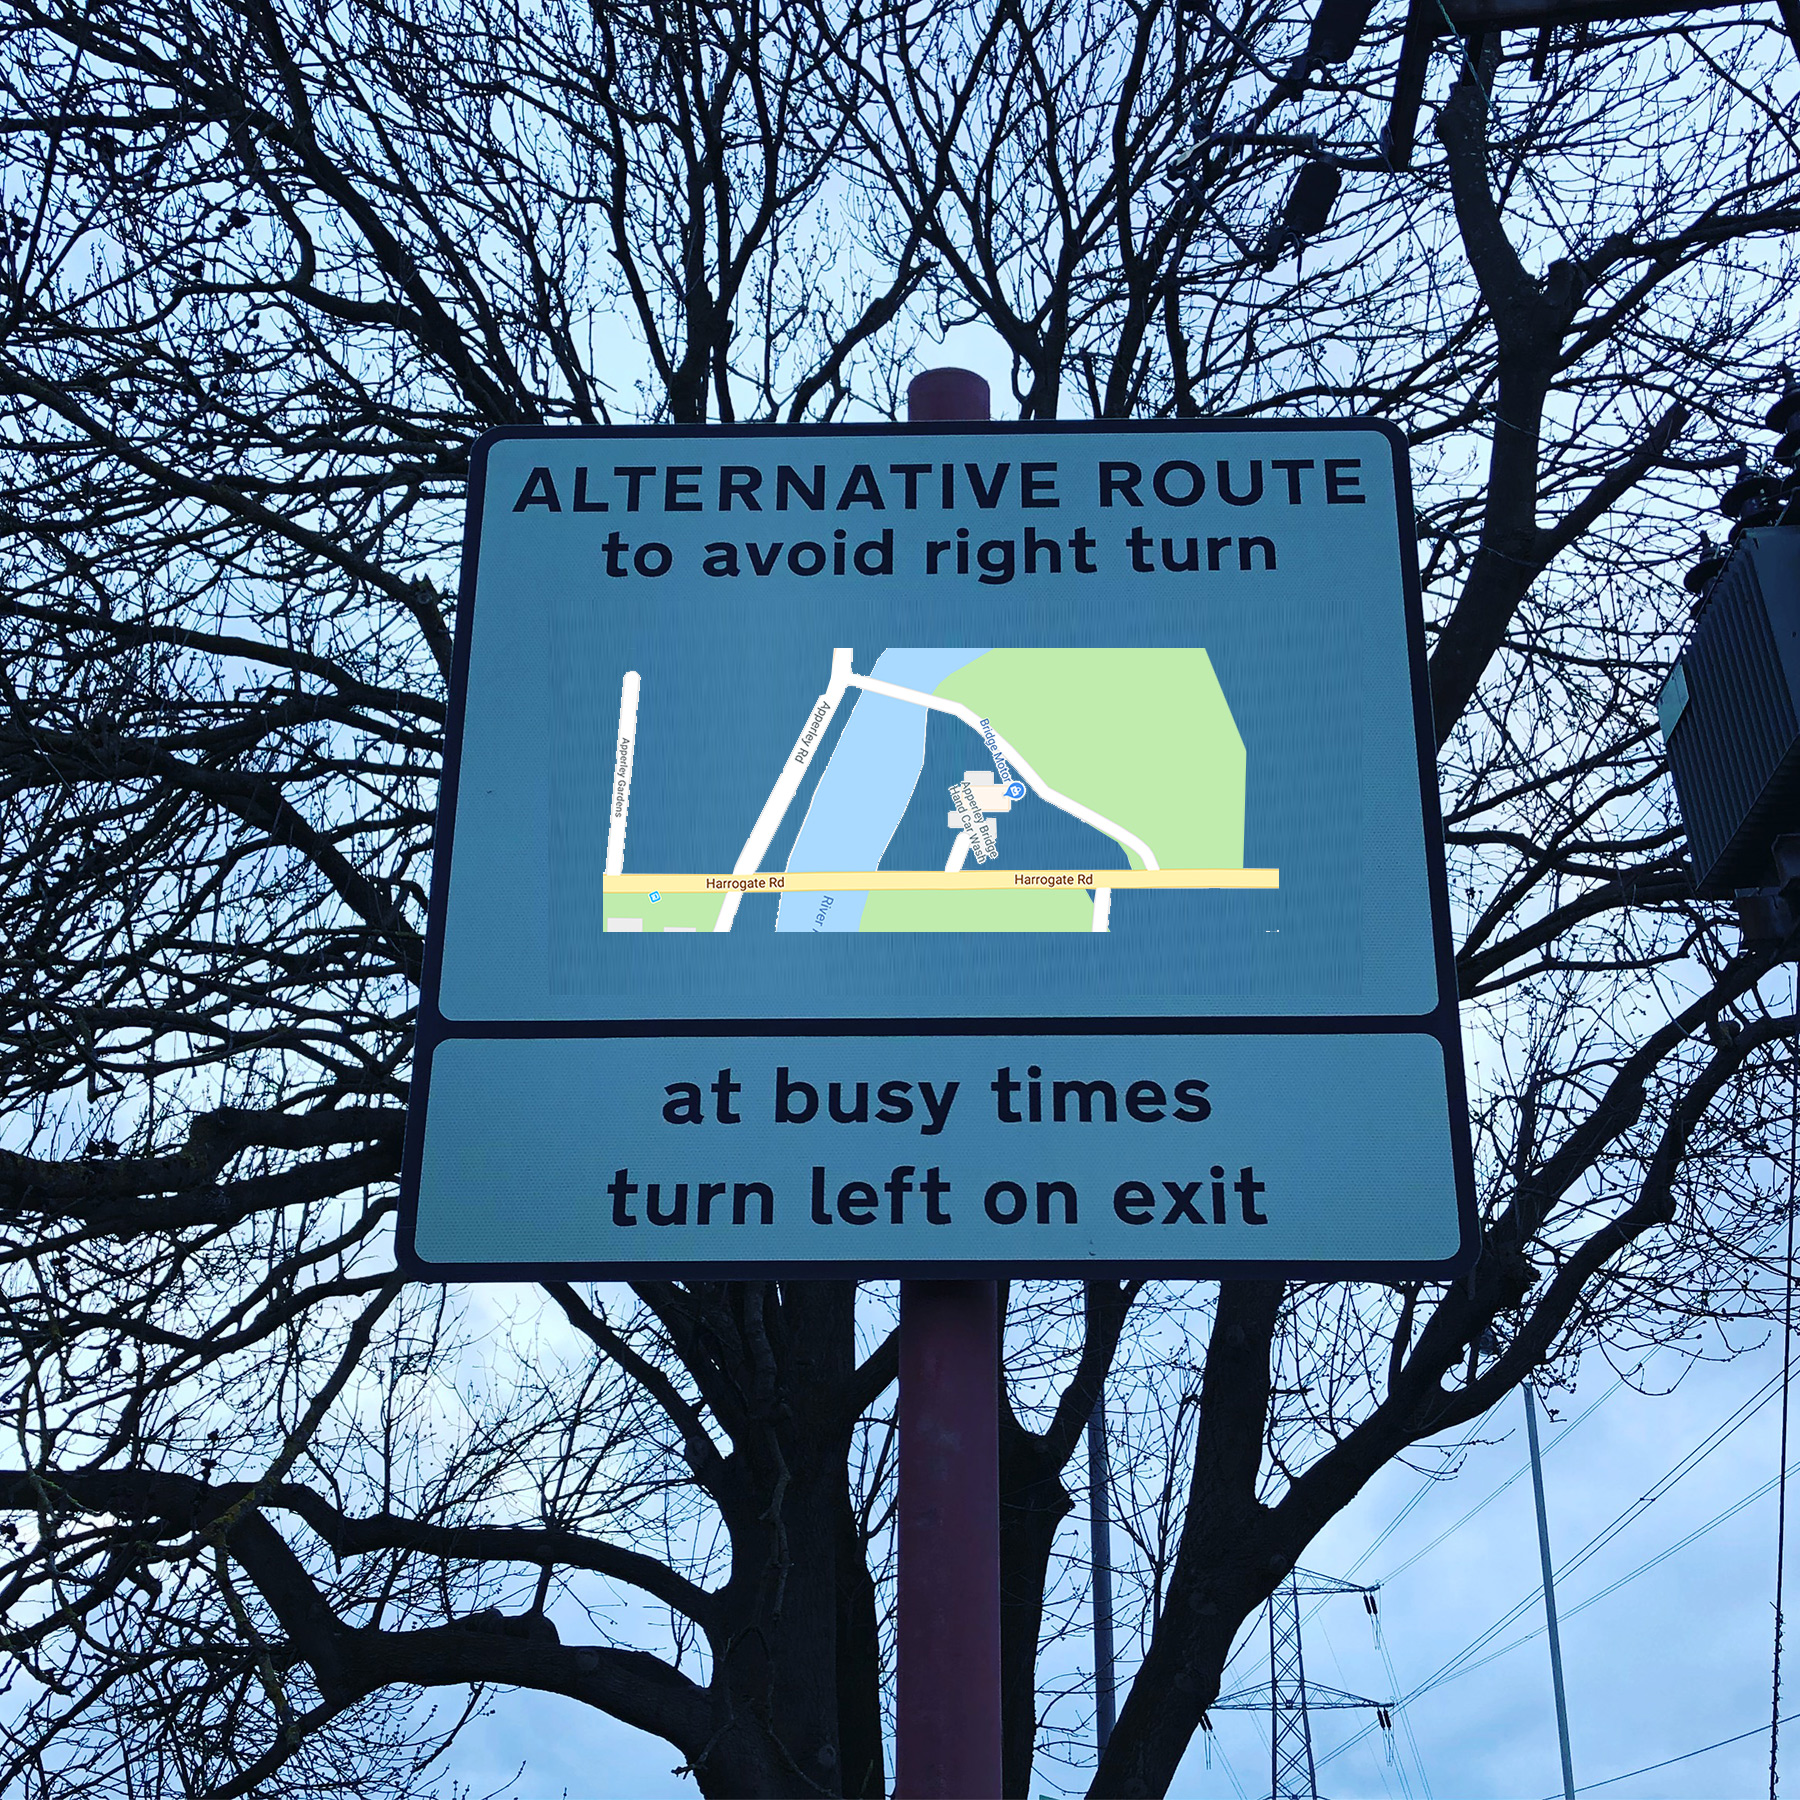 ALTERNATIVE ROUTE
to avoid right turn
Apperley Gardens
Apperley Rd
Bridge Motor
Apperley Bridge
Hand Car Wash
Harrogate Rd
Harrogate Rd
River
at busy times
turn left on exit